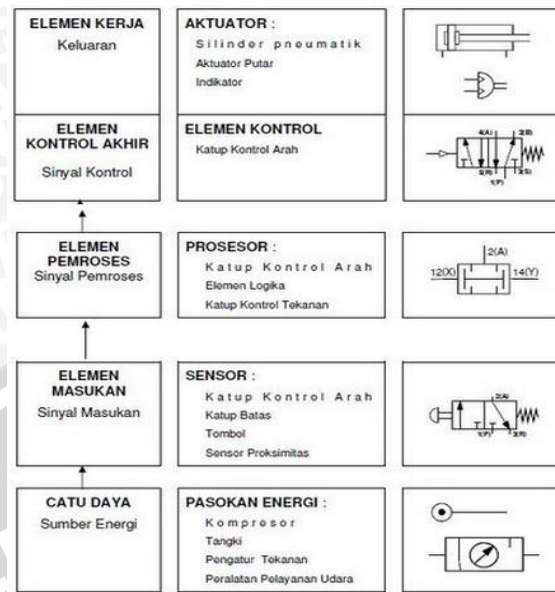 ELEMEN KERJA
Keluaran
AKTUATOR :
Silinder pneumatik
Aktuator Putar
Indikator
ELEMEN
KONTROL AKHIR
Sinyal Kontrol
ELEMEN KONTROL
Katup Kontrol Arah
4(A) 2(B)
5(R) 3(S)
1(P)
ELEMEN
PEMROSES
Sinyal Pemroses
PROSESOR :
Katup Kontrol Arah
Elemen Logika
Katup Kontrol Tekanan
2(A)
12(X) 14(Y)
ELEMEN
MASUKAN
Sinyal Masukan
SENSOR :
Katup Kontrol Arah
Katup Batas
Tombol
Sensor Proksimitas
2(A)
1(P) 3(R)
CATU DAYA
Sumber Energi
PASOKAN ENERGI :
Kompresor
Tangki
Pengatur Tekanan
Peralatan Pelayanan Udara